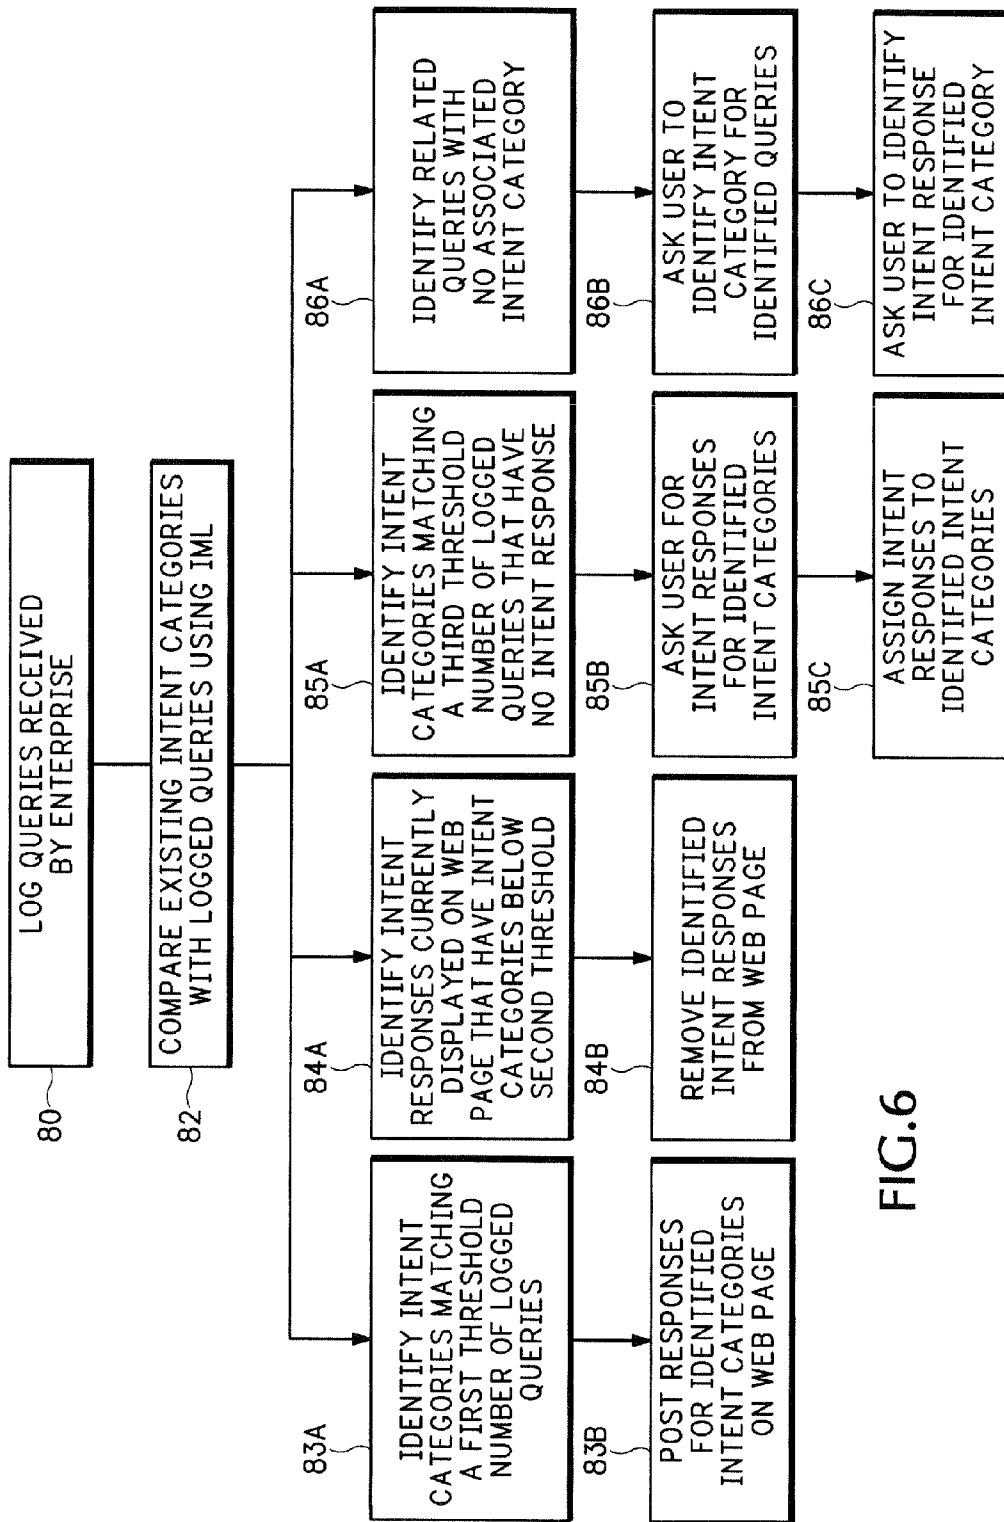 LOG QUERIES RECEIVED
BY ENTERPRISE
80
COMPARE EXISTING INTENT CATEGORIES
WITH LOGGED QUERIES USING IML
82
83A
IDENTIFY INTENT
CATEGORIES MATCHING
A FIRST THRESHOLD
NUMBER OF LOGGED
QUERIES
83B
POST RESPONSES
FOR IDENTIFIED
INTENT CATEGORIES
ON WEB PAGE
84A
IDENTIFY INTENT
RESPONSES CURRENTLY
DISPLAYED ON WEB
PAGE THAT HAVE INTENT
CATEGORIES BELOW
SECOND THRESHOLD
84B
REMOVE IDENTIFIED
INTENT RESPONSES
FROM WEB PAGE
85A
IDENTIFY INTENT
CATEGORIES MATCHING
A THIRD THRESHOLD
NUMBER OF LOGGED
QUERIES THAT HAVE
NO INTENT RESPONSE
85B
ASK USER FOR
INTENT RESPONSES
FOR IDENTIFIED
INTENT CATEGORIES
85C
ASSIGN INTENT
RESPONSES TO
IDENTIFIED INTENT
CATEGORIES
86A
IDENTIFY RELATED
QUERIES WITH
NO ASSOCIATED
INTENT CATEGORY
86B
ASK USER TO
IDENTIFY INTENT
CATEGORY FOR
IDENTIFIED QUERIES
86C
ASK USER TO IDENTIFY
INTENT RESPONSE
FOR IDENTIFIED
INTENT CATEGORY
FIG.6